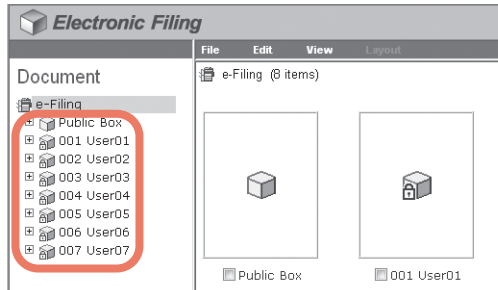 Electronic Filing
File Edit View Layout
Document
e-Filing
Public Box
001 User01
002 User02
003 User03
004 User04
005 User05
006 User06
007 User07
e-Filing (8 items)
Public Box
001 User01